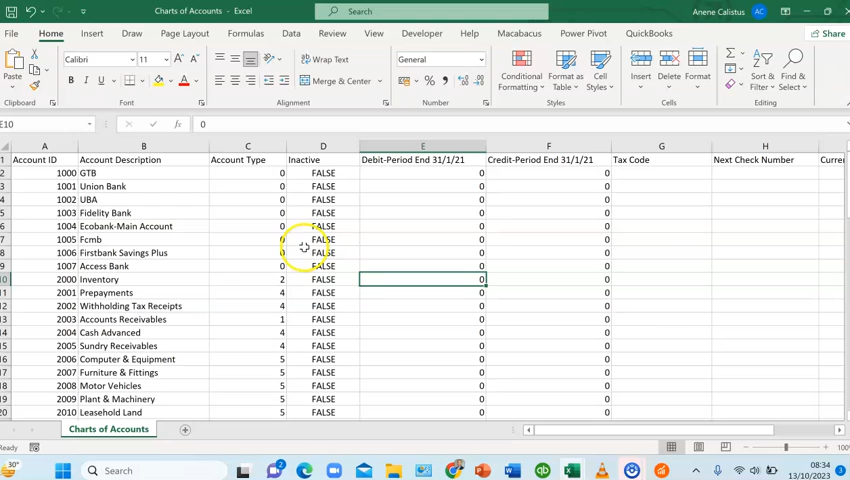 Charts of Accounts - Excel
Search
Anene Calistus
AC
File Home Insert Draw Page Layout Formulas Data Review View Developer Help Macabacus Power Pivot QuickBooks Share
Paste
Calibri 11
B I U
Wrap Text
Merge & Center
General
Conditional Formatting
Format as Table
Cell Styles
Insert Delete Format
Sort & Filter
Find & Select
Clipboard Font Alignment Number Styles Cells Editing
E10 fx 0
A B C D E F G H
1 Account ID Account Description Account Type Inactive Debit-Period End 31/1/21 Credit-Period End 31/1/21 Tax Code Next Check Number
2 1000 GTB 0 FALSE 0 0
3 1001 Union Bank 0 FALSE 0 0
4 1002 UBA 0 FALSE 0 0
5 1003 Fidelity Bank 0 FALSE 0 0
6 1004 Ecobank-Main Account 0 FALSE 0 0
7 1005 Fcmb 0 FALSE 0 0
8 1006 Firstbank Savings Plus 0 FALSE 0 0
9 1007 Access Bank 0 FALSE 0 0
10 2000 Inventory 2 FALSE 0 0
11 2001 Prepayments 4 FALSE 0 0
12 2002 Withholding Tax Receipts 4 FALSE 0 0
13 2003 Accounts Receivables 1 FALSE 0 0
14 2004 Cash Advanced 4 FALSE 0 0
15 2005 Sundry Receivables 4 FALSE 0 0
16 2006 Computer & Equipment 5 FALSE 0 0
17 2007 Furniture & Fittings 5 FALSE 0 0
18 2008 Motor Vehicles 5 FALSE 0 0
19 2009 Plant & Machinery 5 FALSE 0 0
20 2010 Leasehold Land 5 FALSE 0 0
Charts of Accounts
Ready
100%
30°
Search
08:34
13/10/2023